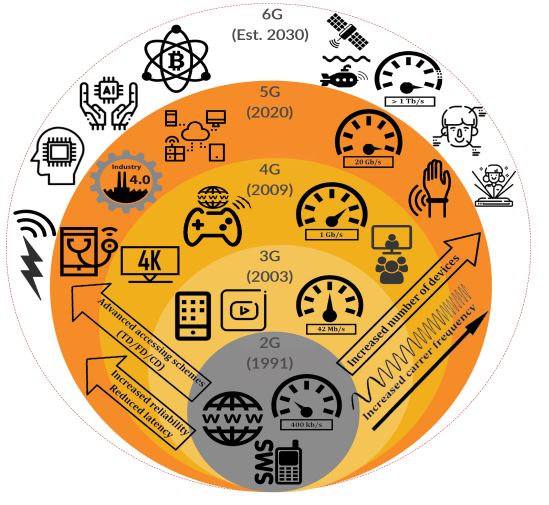 6G
(Est. 2030)
> 1 Tb/s
AI
5G
(2020)
20 Gb/s
Industry
4.0
4G
(2009)
WWW
1 Gb/s
4K
3G
(2003)
42 Mb/s
2G
(1991)
WWW
400 kb/s
SMS
Advanced accessing schemes
(TD/FD/CD)
Increased reliability
Reduced latency
Increased number of devices
Increased carrer frequency